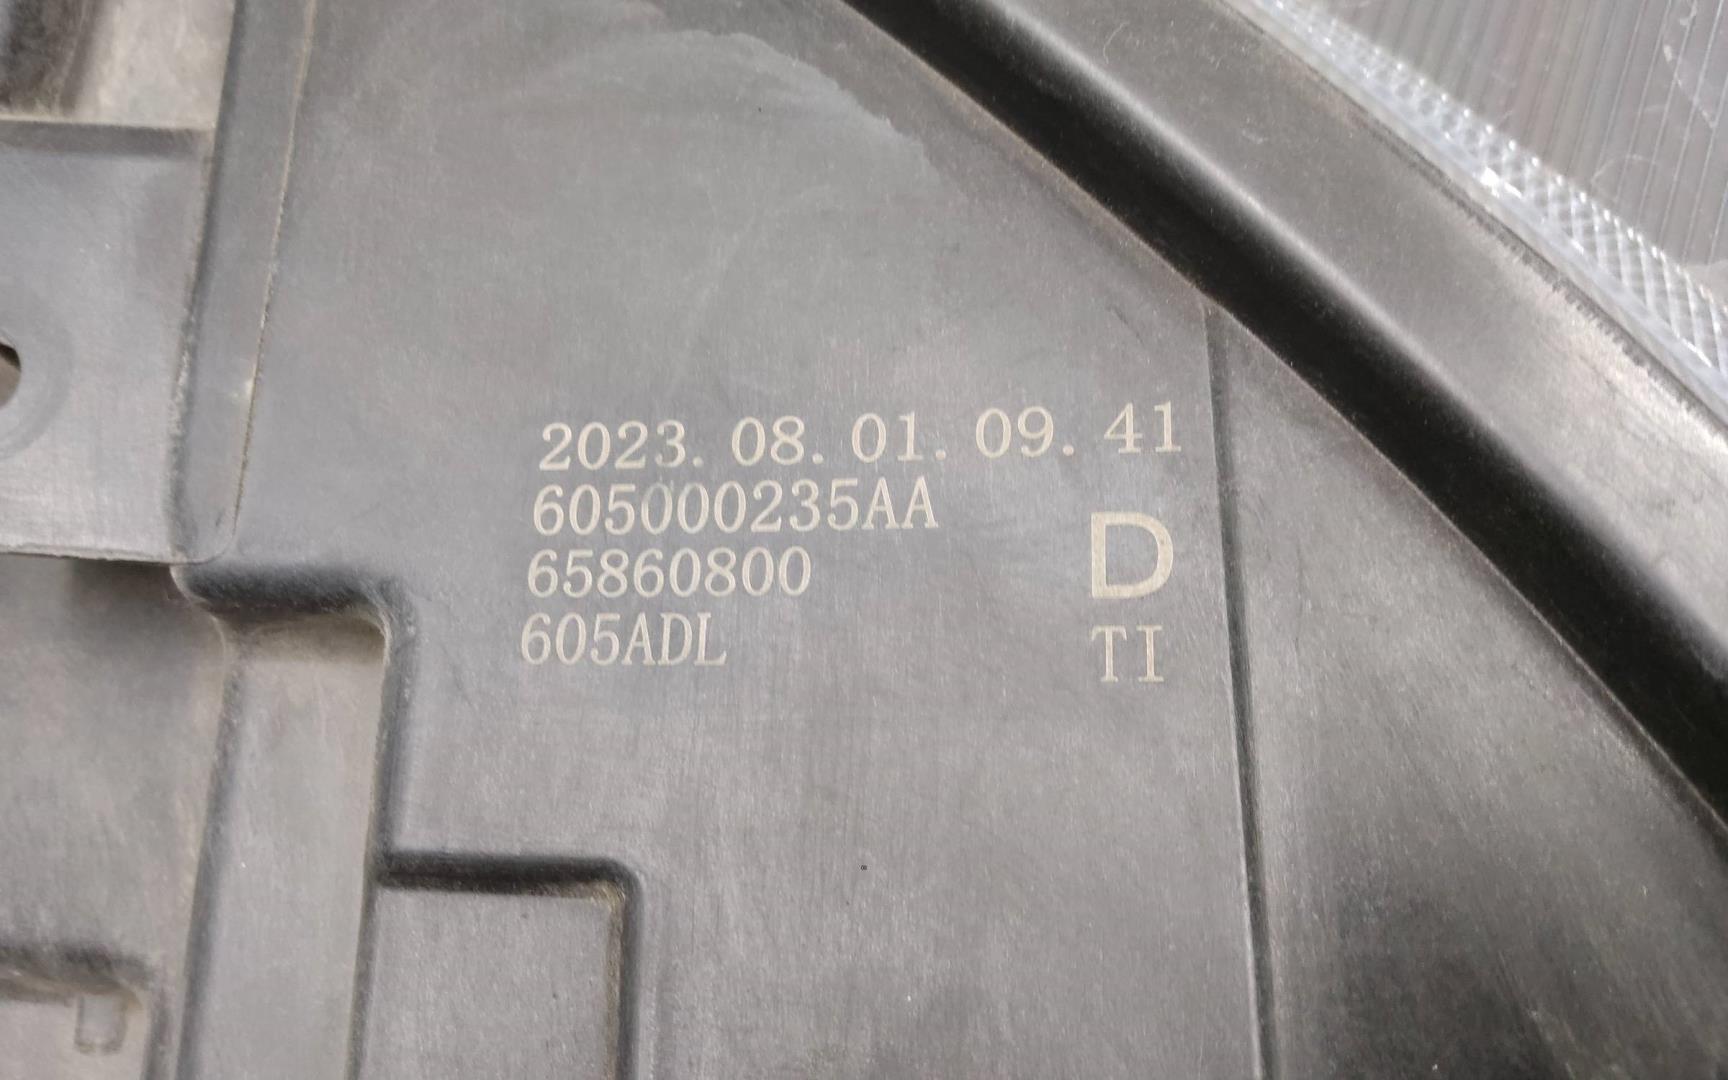 2023. 08. 01. 09. 41
605000235AA
65860800
605ADL
D
TI